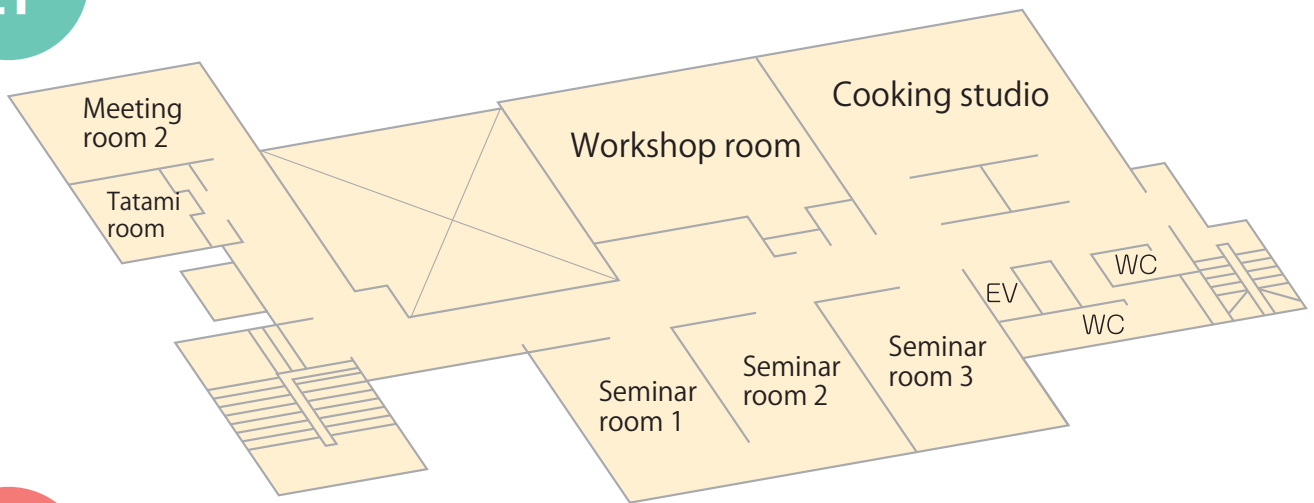 Meeting
room 2
Tatami
room
Workshop room
Cooking studio
Seminar
room 1
Seminar
room 2
Seminar
room 3
EV
WC
WC